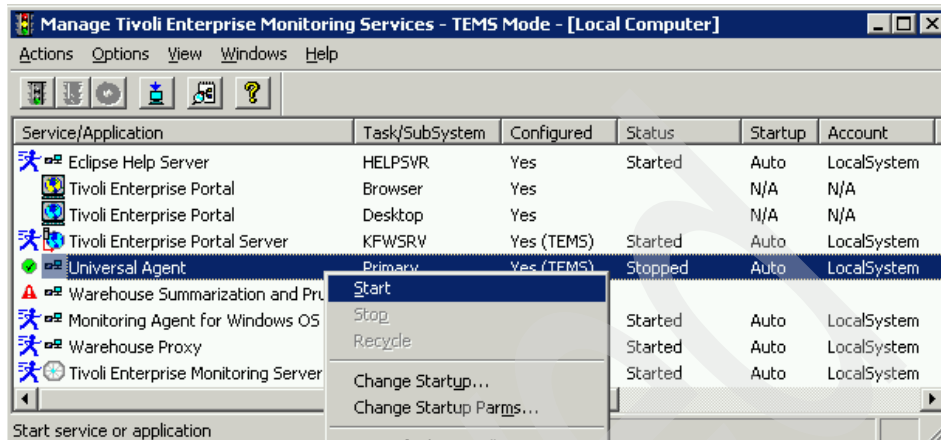 Manage Tivoli Enterprise Monitoring Services - TEMS Mode - [Local Computer]
Actions Options View Windows Help
Service/Application Task/SubSystem Configured Status Startup Account
Eclipse Help Server HELPSVR Yes Started Auto LocalSystem
Tivoli Enterprise Portal Browser Yes N/A N/A
Tivoli Enterprise Portal Desktop Yes N/A N/A
Tivoli Enterprise Portal Server KFWSRV Yes (TEMS) Started Auto LocalSystem
Universal Agent Primary Yes (TEMS) Stopped Auto LocalSystem
Warehouse Summarization and Pru
Monitoring Agent for Windows OS Started Auto LocalSystem
Warehouse Proxy Started Auto LocalSystem
Tivoli Enterprise Monitoring Server Started Auto LocalSystem
Start
Stop
Recycle
Change Startup...
Change Startup Parms...
Start service or application